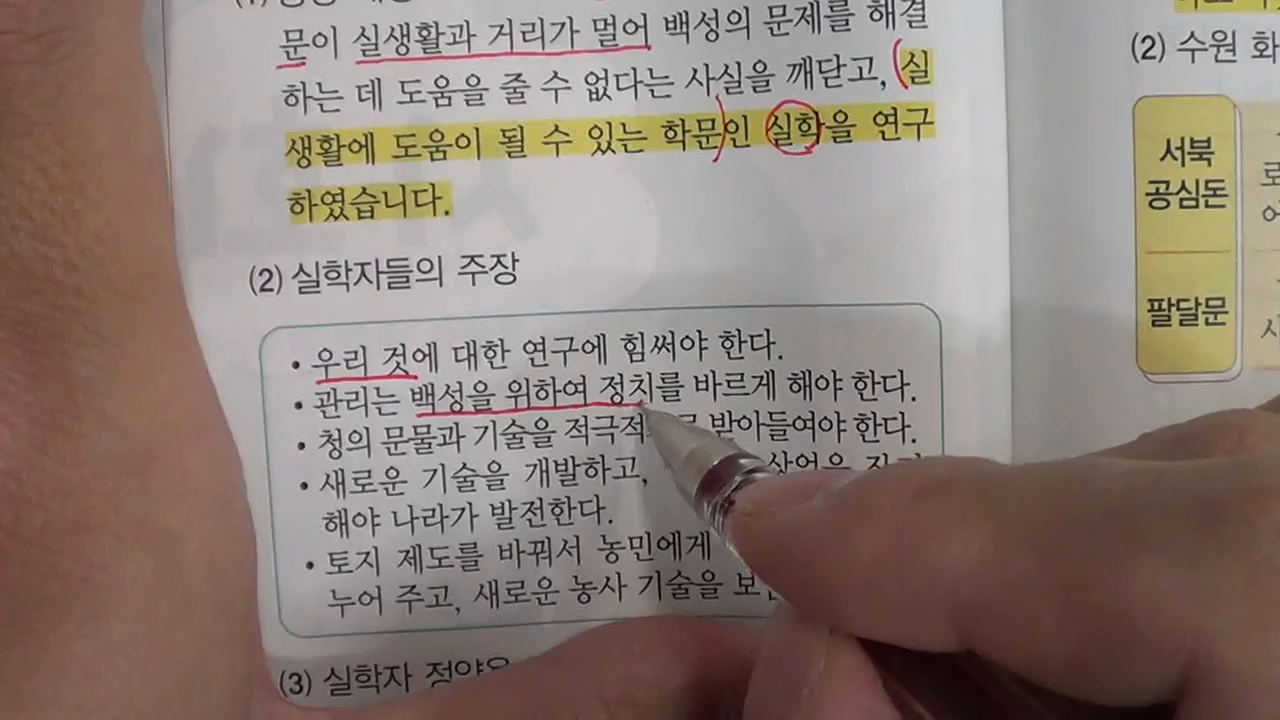 문이 실생활과 거리가 멀어 백성의 문제를 해결
하는 데 도움을 줄 수 없다는 사실을 깨닫고, 실
생활에 도움이 될 수 있는 학문인 실학을 연구
하였습니다.
(2) 실학자들의 주장
• 우리 것에 대한 연구에 힘써야 한다.
• 관리는 백성을 위하여 정치를 바르게 해야 한다.
• 청의 문물과 기술을 받아들여야 한다.
• 새로운 기술을 개발하고,
해야 나라가 발전한다.
• 토지 제도를 바꿔서 농민에게
누어 주고, 새로운 농사 기술을
(3) 실학자
(2) 수원
서북
공심돈
팔달문